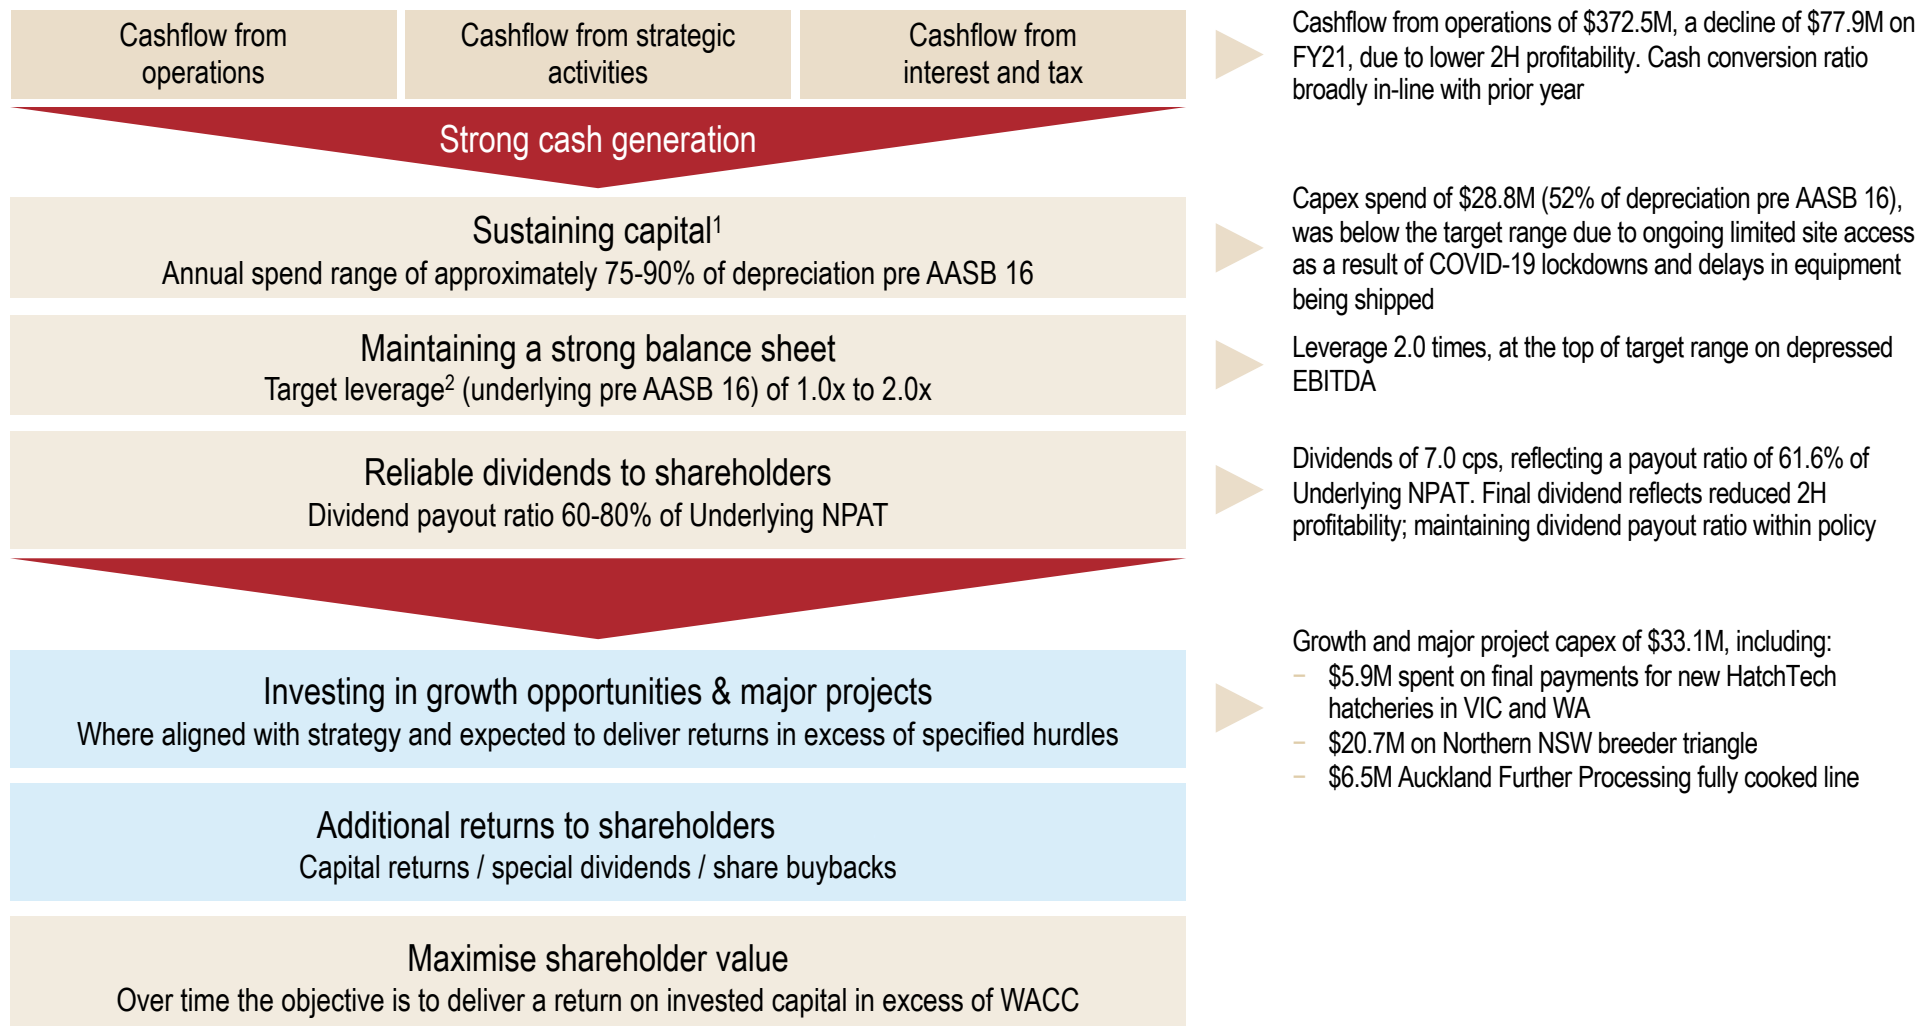 Cashflow from
operations
Cashflow from strategic
activities
Cashflow from
interest and tax
Cashflow from operations of $372.5M, a decline of $77.9M on
FY21, due to lower 2H profitability. Cash conversion ratio
broadly in-line with prior year
Strong cash generation
Sustaining capital1
Annual spend range of approximately 75-90% of depreciation pre AASB 16
Capex spend of $28.8M (52% of depreciation pre AASB 16),
was below the target range due to ongoing limited site access
as a result of COVID-19 lockdowns and delays in equipment
being shipped
Maintaining a strong balance sheet
Target leverage2 (underlying pre AASB 16) of 1.0x to 2.0x
Leverage 2.0 times, at the top of target range on depressed
EBITDA
Reliable dividends to shareholders
Dividend payout ratio 60-80% of Underlying NPAT
Dividends of 7.0 cps, reflecting a payout ratio of 61.6% of
Underlying NPAT. Final dividend reflects reduced 2H
profitability; maintaining dividend payout ratio within policy
Investing in growth opportunities & major projects
Where aligned with strategy and expected to deliver returns in excess of specified hurdles
Growth and major project capex of $33.1M, including:
− $5.9M spent on final payments for new HatchTech
hatcheries in VIC and WA
− $20.7M on Northern NSW breeder triangle
− $6.5M Auckland Further Processing fully cooked line
Additional returns to shareholders
Capital returns / special dividends / share buybacks
Maximise shareholder value
Over time the objective is to deliver a return on invested capital in excess of WACC